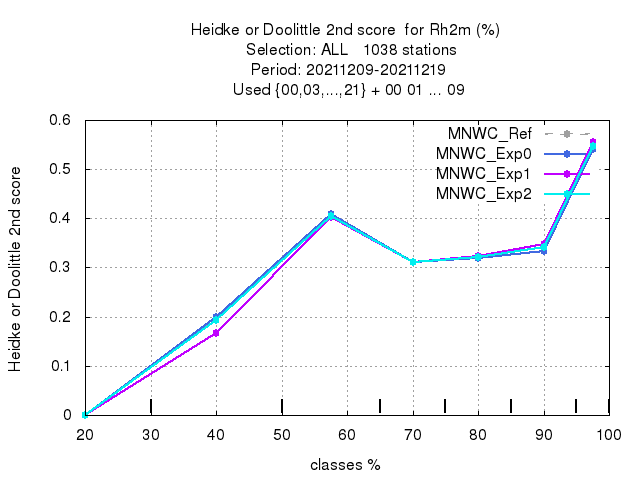 Heidke or Doolittle 2nd score  for Rh2m (%)
Selection: ALL   1038 stations
Period: 20211209-20211219
Used {00,03,...,21} + 00 01 ... 09
MNWC_Ref
MNWC_Exp0
MNWC_Exp1
MNWC_Exp2
Heidke or Doolittle 2nd score
0.6
0.5
0.4
0.3
0.2
0.1
0
20 30 40 50 60 70 80 90 100
classes %